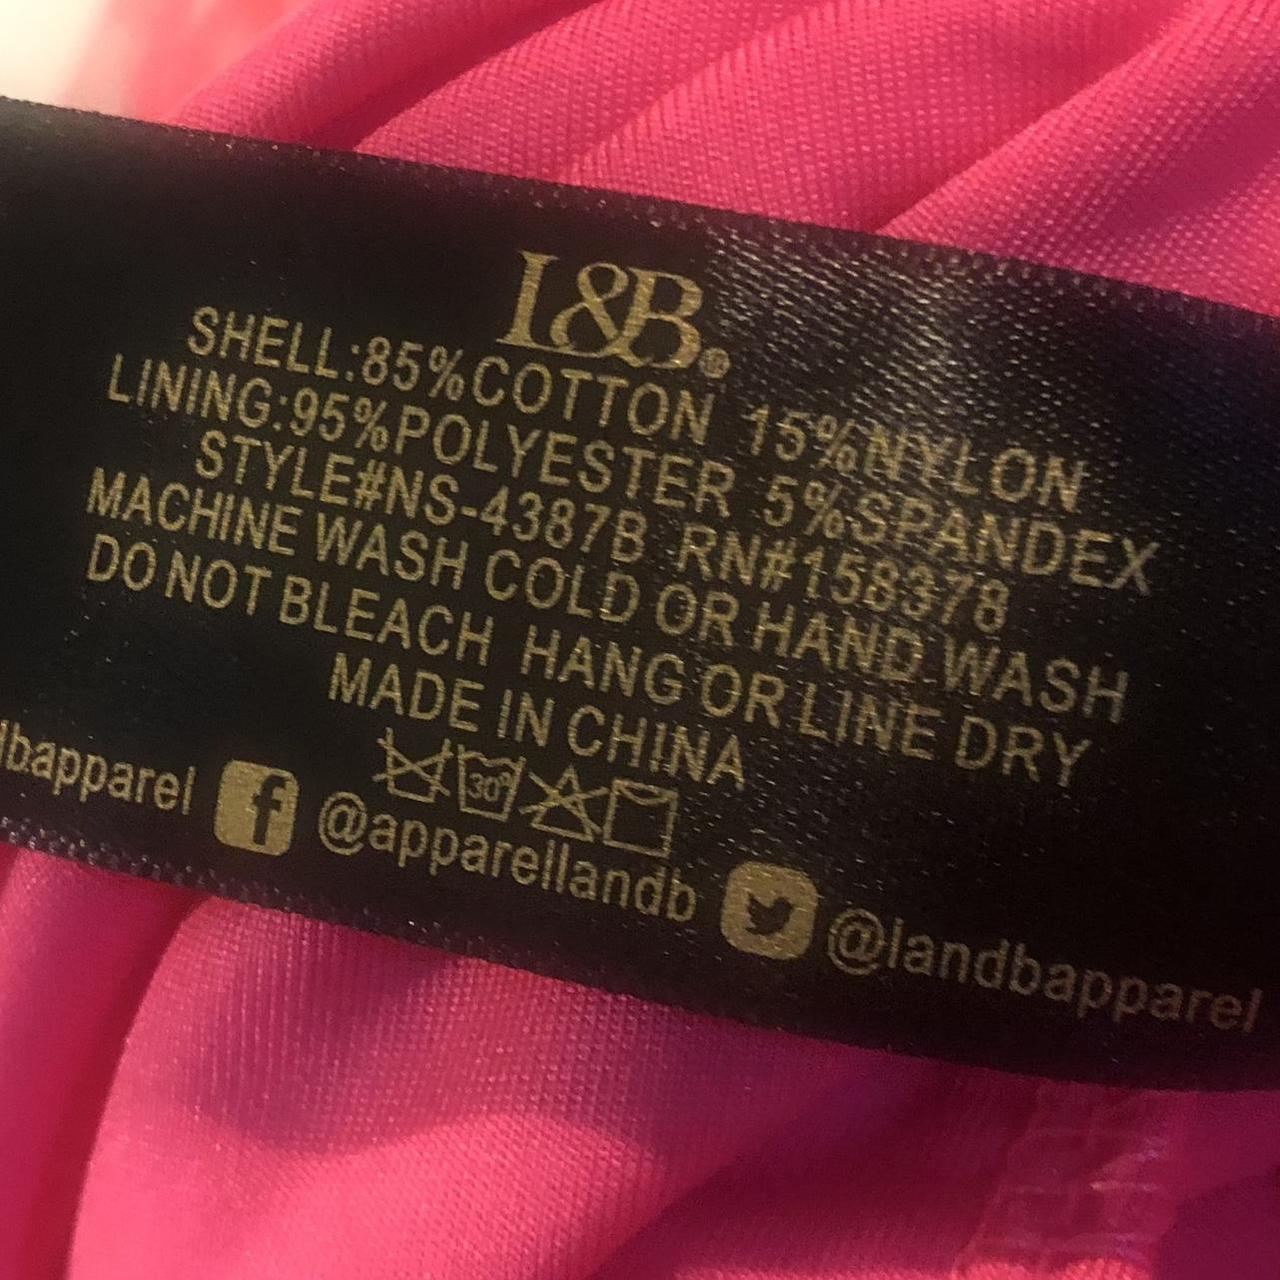 L&B®
SHELL:85%COTTON 15%NYLON
LINING:95%POLYESTER 5%SPANDEX
STYLE#NS-4387B RN#158378
MACHINE WASH COLD OR HAND WASH
DO NOT BLEACH HANG OR LINE DRY
MADE IN CHINA
30°
@apparellandb @landbapparel